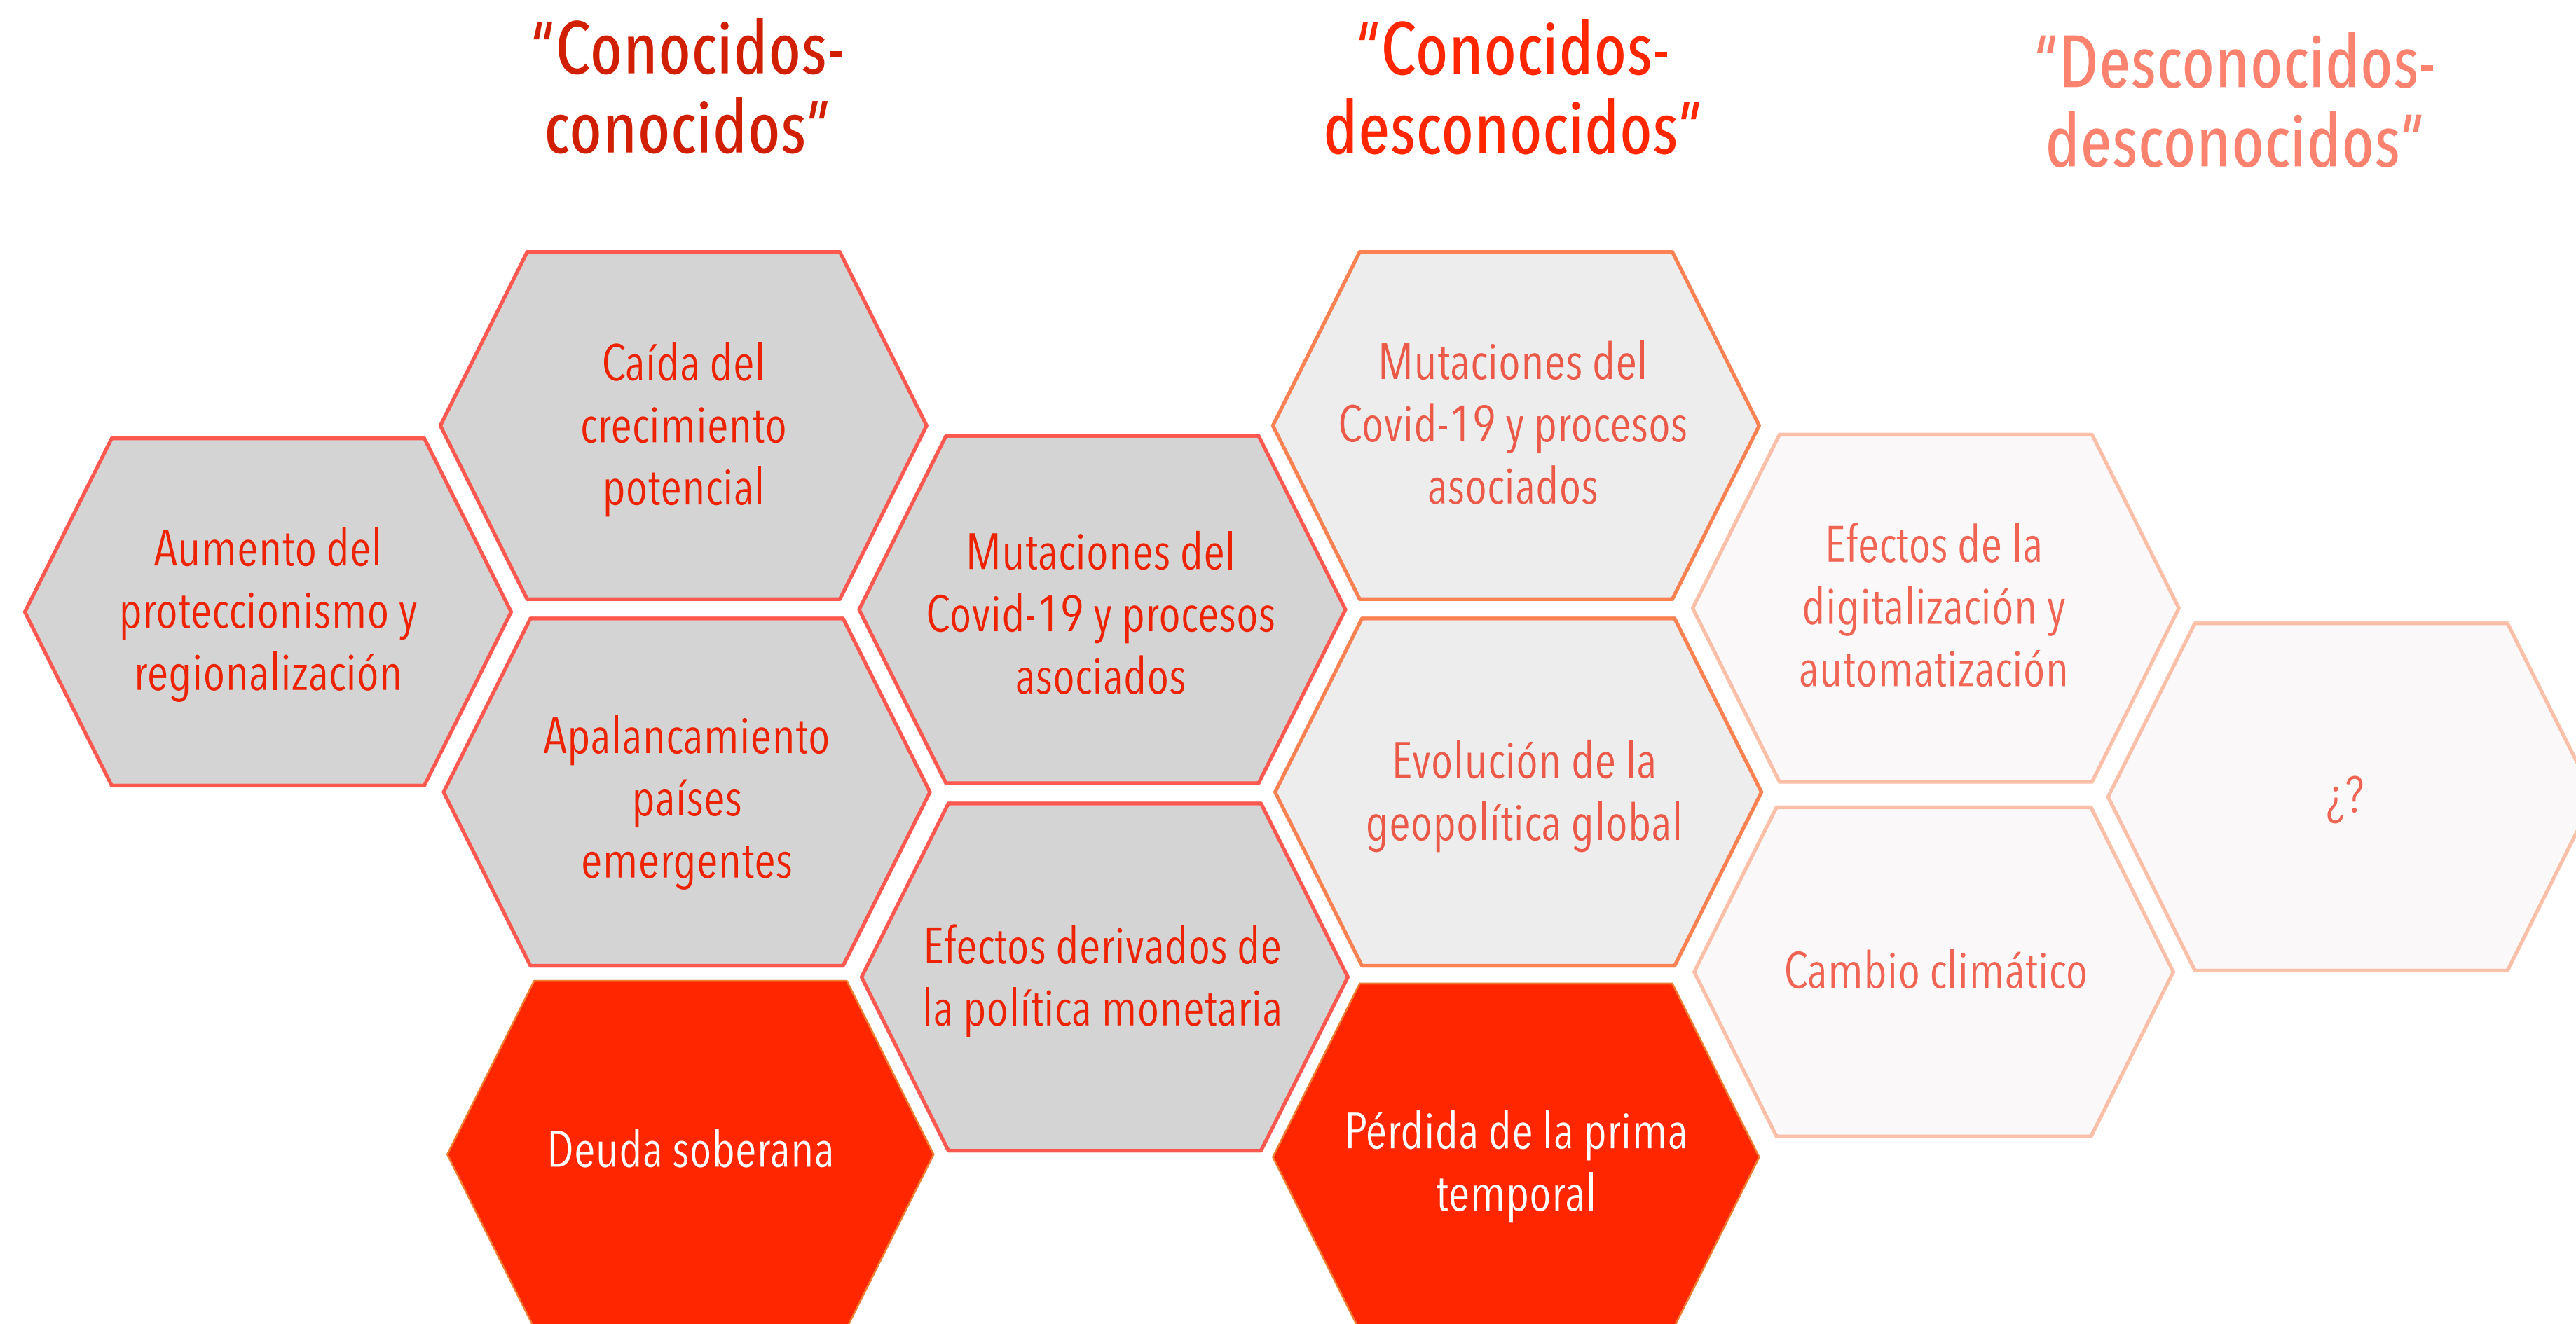 “Conocidos-
conocidos”
“Conocidos-
desconocidos”
“Desconocidos-
desconocidos”
Aumento del
proteccionismo y
regionalización
Caída del
crecimiento
potencial
Apalancamiento
países
emergentes
Deuda soberana
Mutaciones del
Covid-19 y procesos
asociados
Efectos derivados de
la política monetaria
Mutaciones del
Covid-19 y procesos
asociados
Evolución de la
geopolítica global
Pérdida de la prima
temporal
Efectos de la
digitalización y
automatización
Cambio climático
¿?